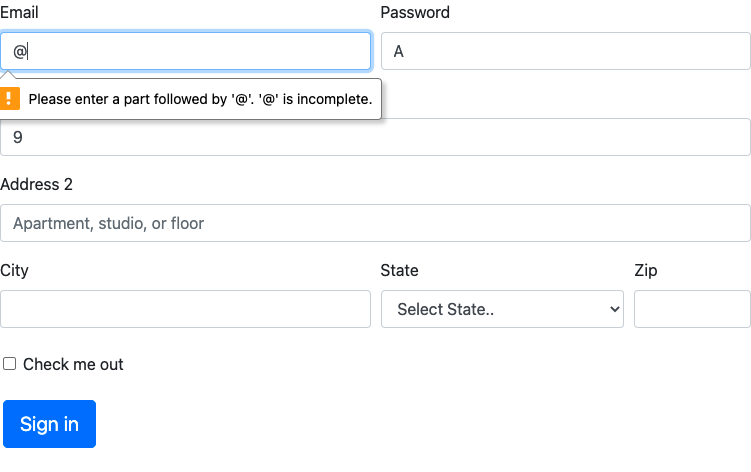 Email Password
@ A
! Please enter a part followed by '@'. '@' is incomplete.
9
Address 2
Apartment, studio, or floor
City State Zip
Select State..
Check me out
Sign in